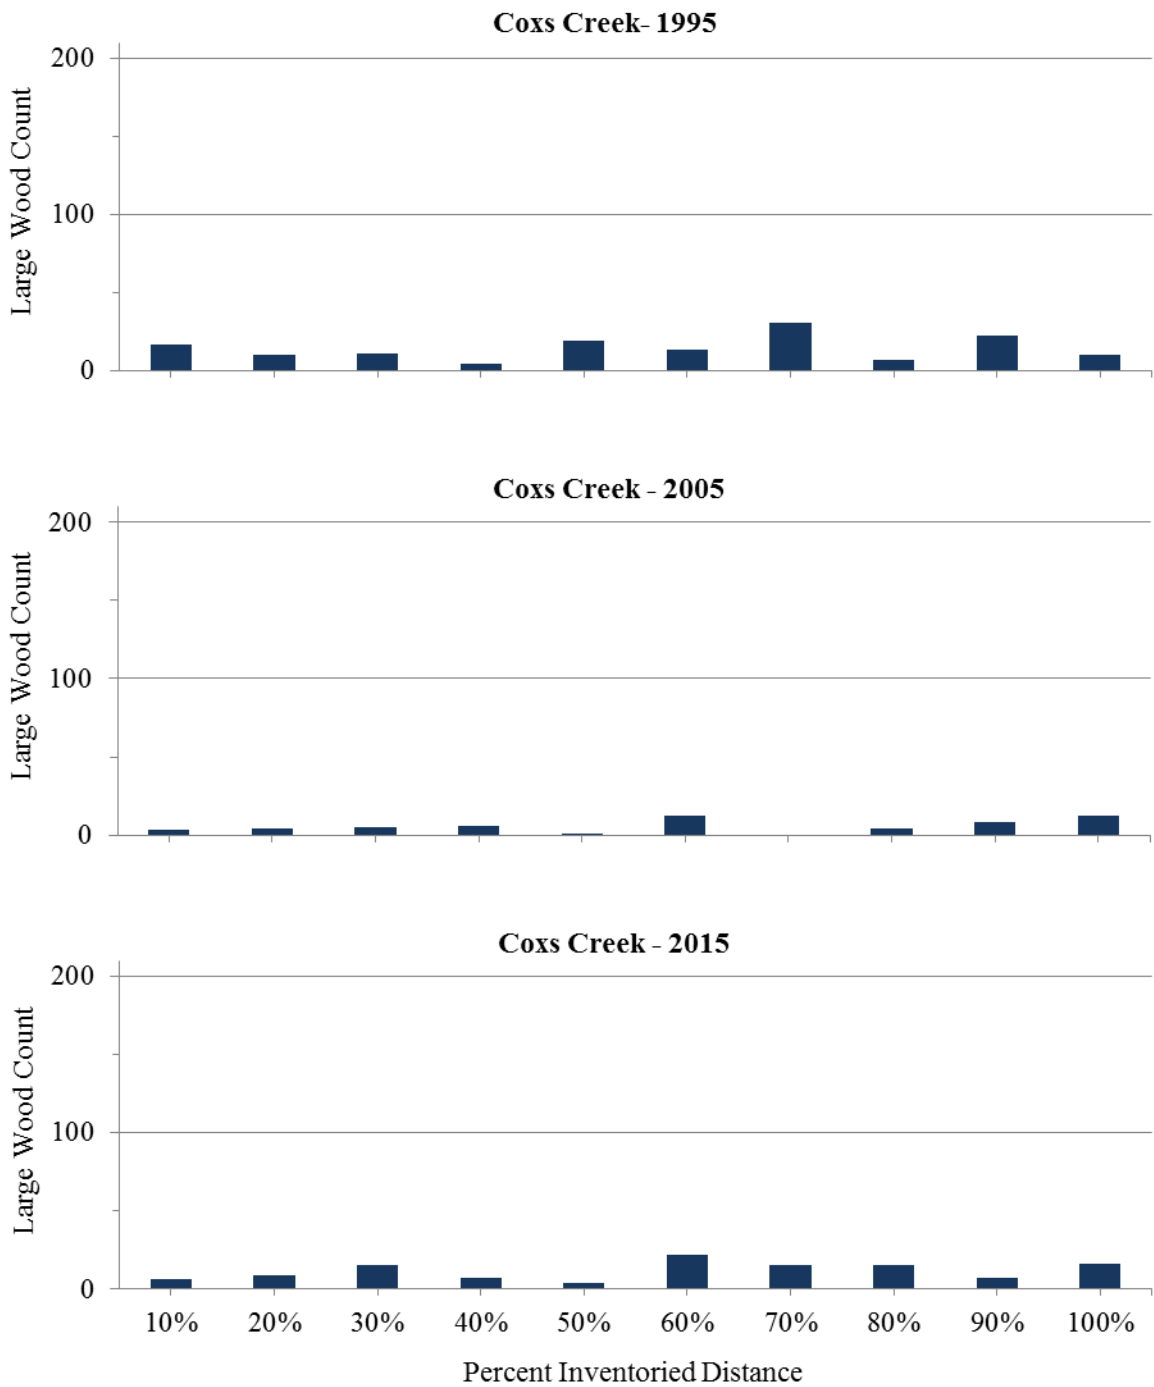 Coxs Creek- 1995
Large Wood Count
200
100
0
Coxs Creek - 2005
Large Wood Count
200
100
0
Coxs Creek - 2015
Large Wood Count
200
100
0
10% 20% 30% 40% 50% 60% 70% 80% 90% 100%
Percent Inventoried Distance